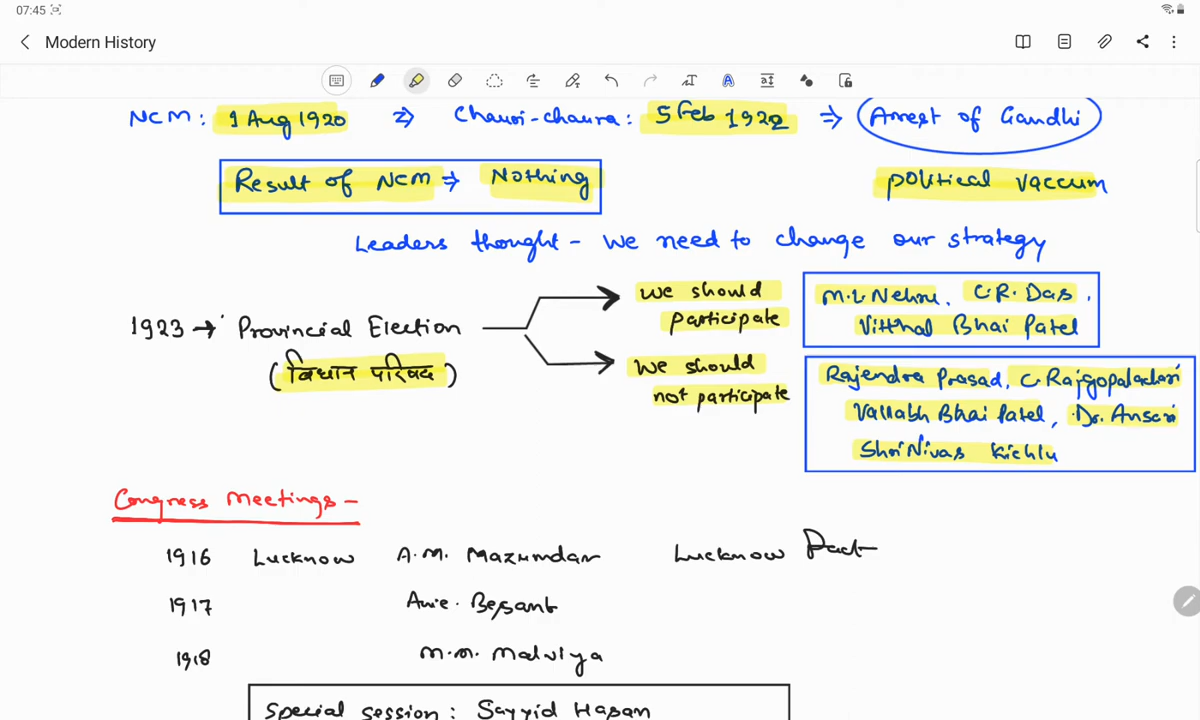 07:45
Modern History
NCM: 1 Aug 1920 ⇒ Chauri-chaura: 5 Feb 1922 ⇒ Arrest of Gandhi
Result of NCM ⇒ Nothing
political vaccum
Leaders thought - we need to change our strategy
we should participate
M.L Nehru, C.R. Das,
Vitthal Bhai Patel
1923 → Provincial Election
(विधान परिषद)
we should not participate
Rajendra Prasad, C. Rajgopalachari
Vallabh Bhai Patel, Dr. Ansari
ShriNivas Kichlu
Congress Meetings -
1916 Lucknow A.M. Mazumdar Lucknow Pact
1917 Anie. Besant
1918 M.M. Malviya
Special session: Sayyid Hasan